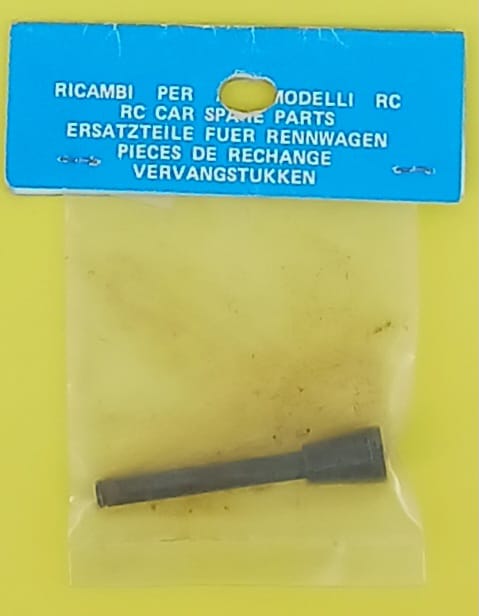 RICAMBI PER MODELLI RC
RC CAR SPARE PARTS
ERSATZTEILE FUER RENNWAGEN
PIECES DE RECHANGE
VERVANGSTUKKEN